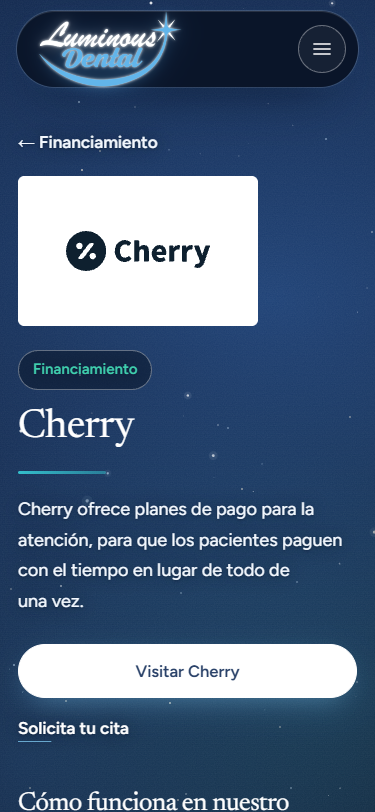 Luminous
Dental
← Financiamiento
Cherry
Financiamiento
Cherry
Cherry ofrece planes de pago para la
atención, para que los pacientes paguen
con el tiempo en lugar de todo de
una vez.
Visitar Cherry
Solicita tu cita
Cómo funciona en nuestro